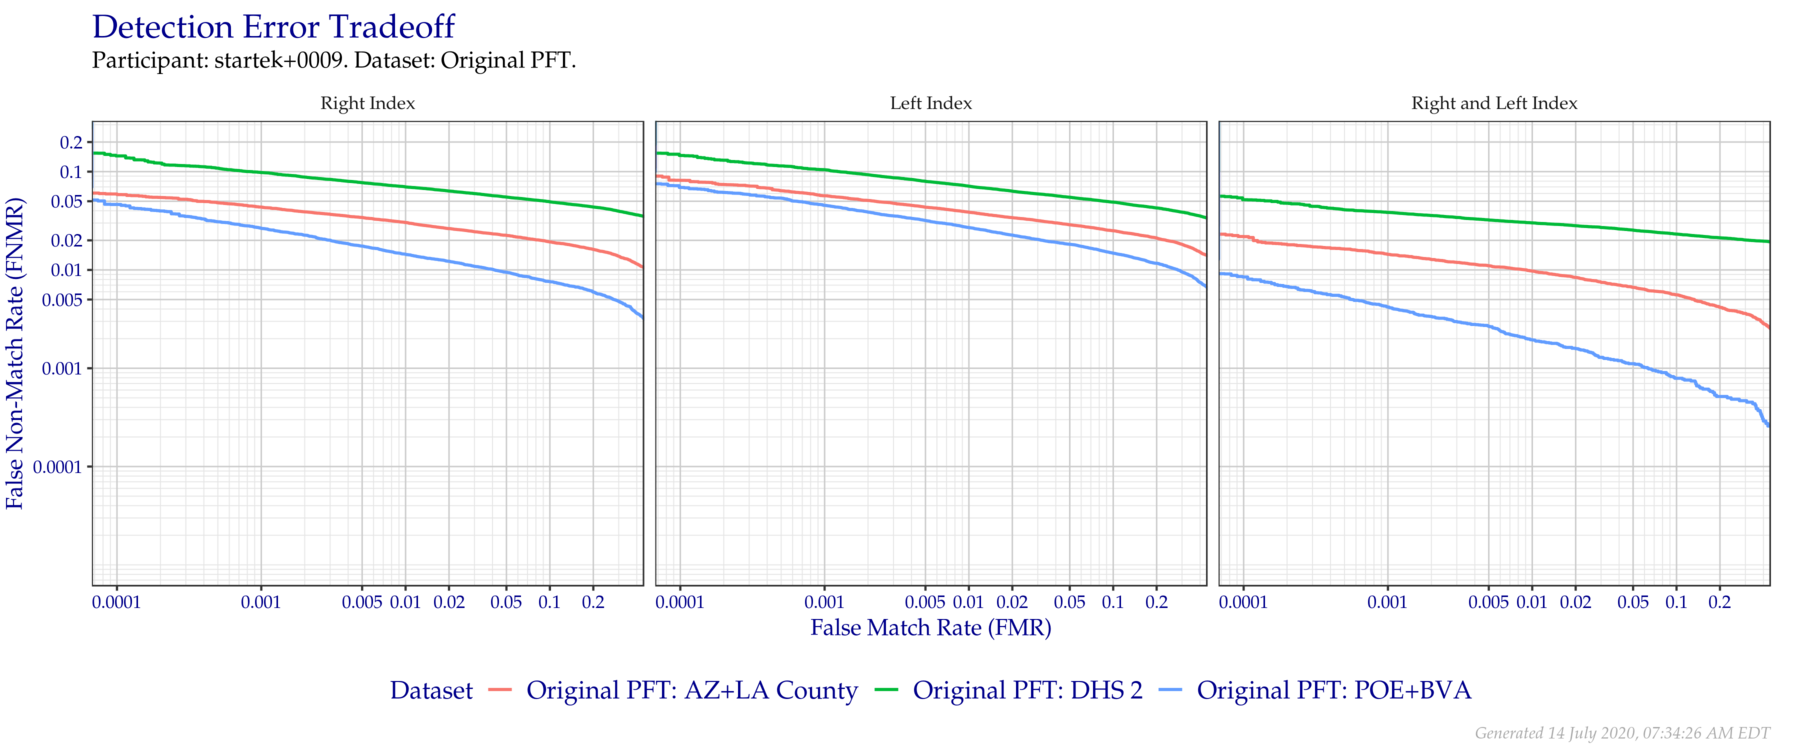 Detection Error Tradeoff
Participant: startek+0009. Dataset: Original PFT.
Right Index
Left Index
Right and Left Index
False Non-Match Rate (FNMR)
0.2
0.1
0.05
0.02
0.01
0.005
0.001
0.0001
0.0001 0.001 0.005 0.01 0.02 0.05 0.1 0.2
0.0001 0.001 0.005 0.01 0.02 0.05 0.1 0.2
0.0001 0.001 0.005 0.01 0.02 0.05 0.1 0.2
False Match Rate (FMR)
Dataset Original PFT: AZ+LA County Original PFT: DHS 2 Original PFT: POE+BVA
Generated 14 July 2020, 07:34:26 AM EDT